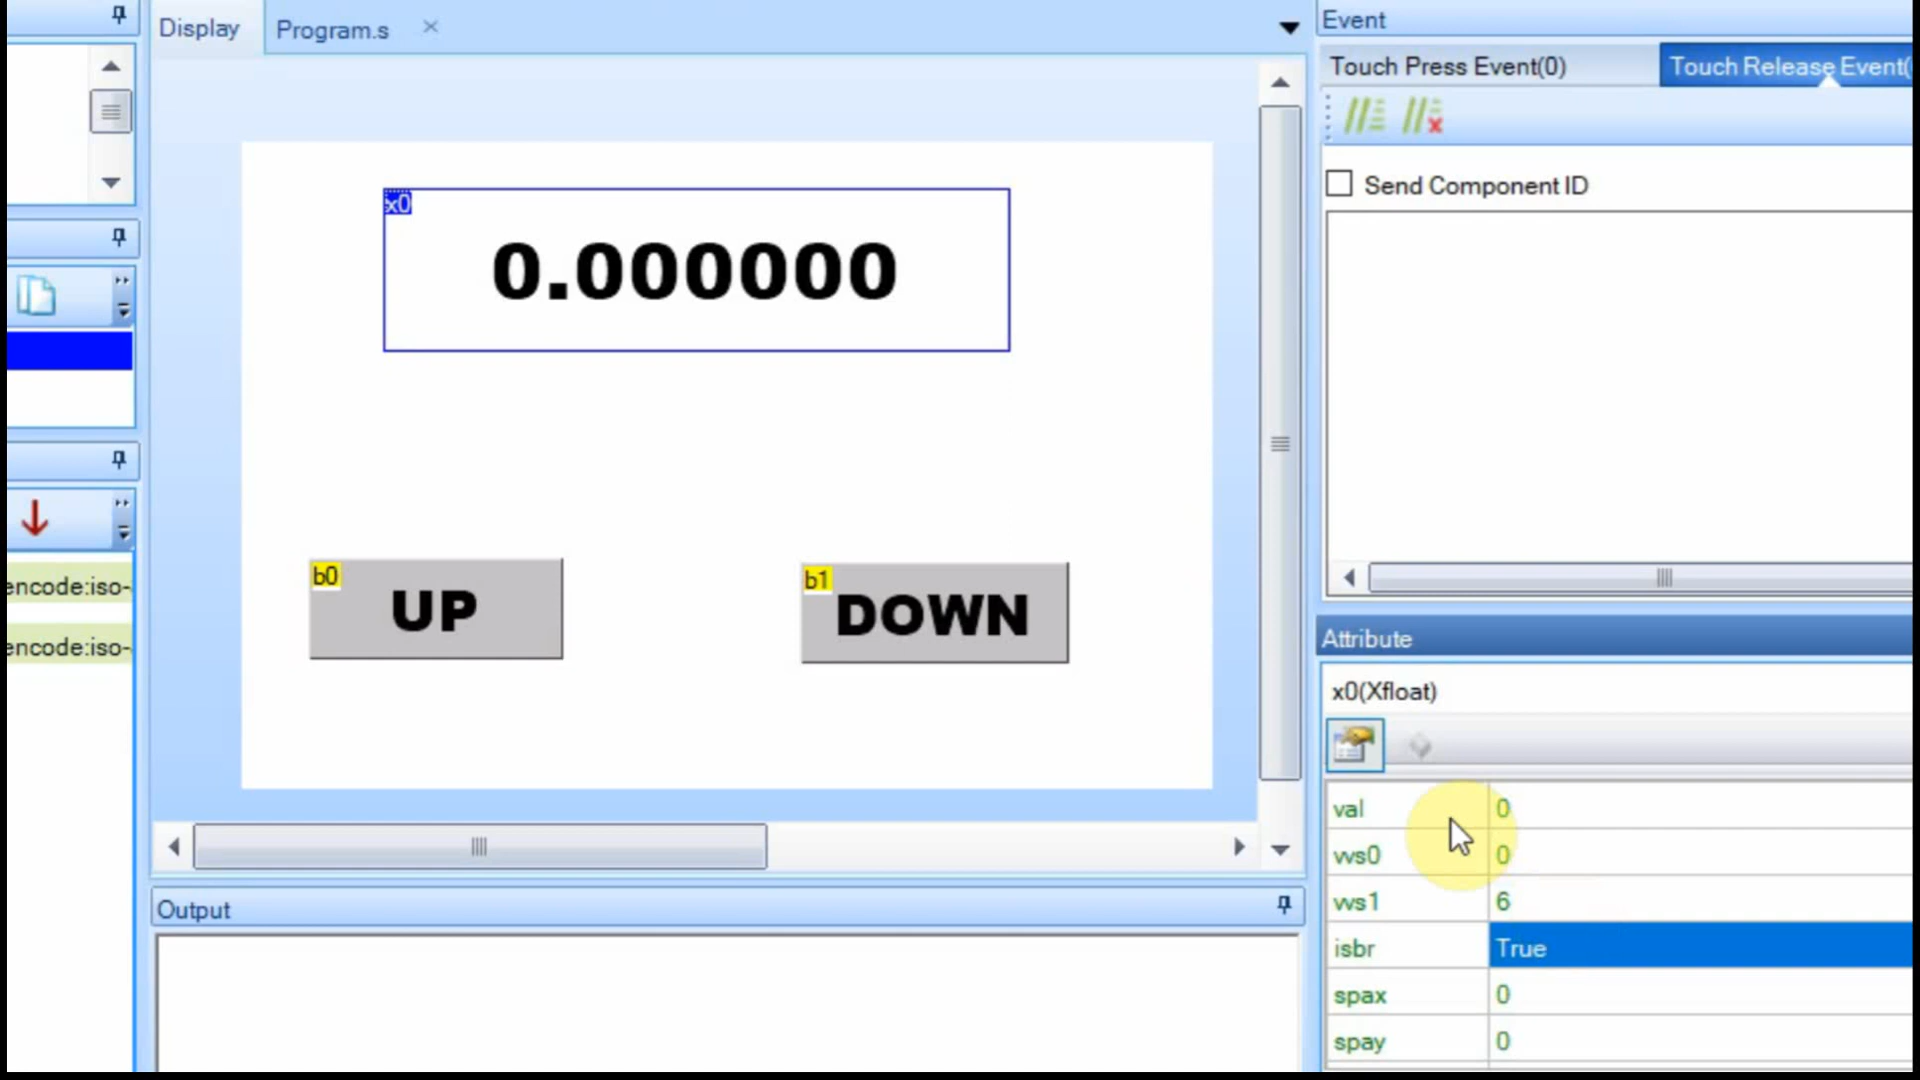 Display
Program.s
Event
Touch Press Event(0)
Touch Release Event(
Send Component ID
x0
0.000000
b0
UP
b1
DOWN
encode:iso-
encode:iso-
Attribute
x0(Xfloat)
val 0
vvs0 0
vvs1 6
isbr True
spax 0
spay 0
Output